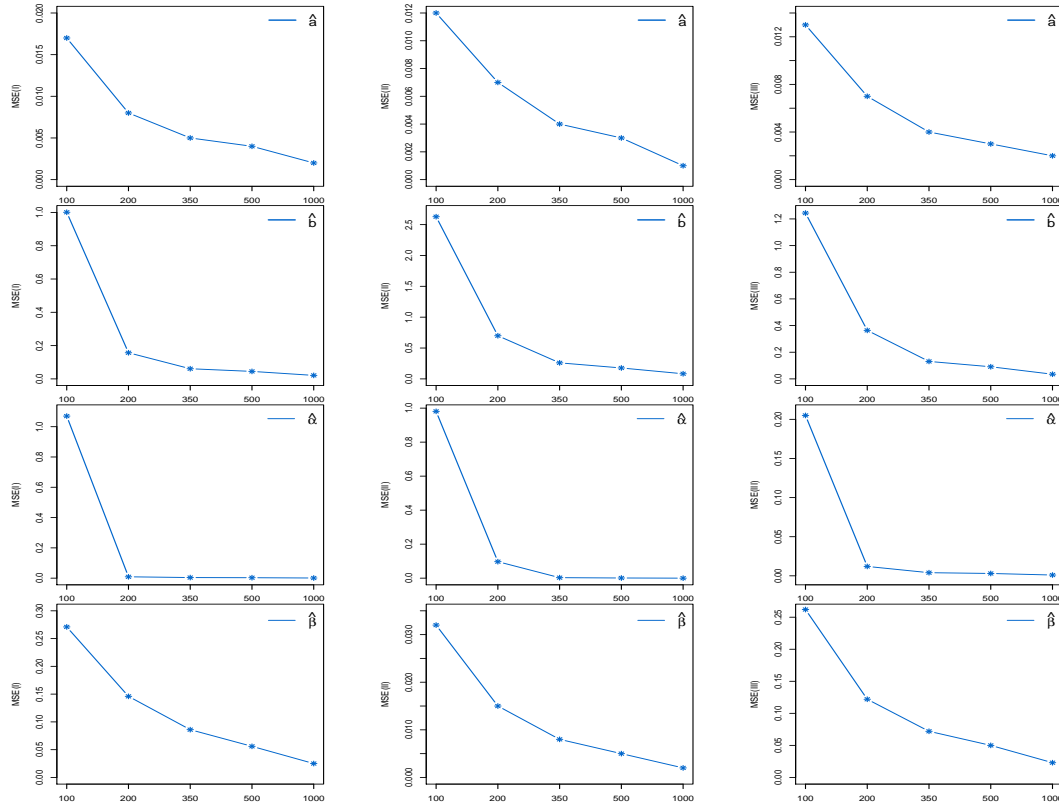 MSE(I)
0.000 0.005 0.010 0.015 0.020
100 200 350 500 1000
â
MSE(II)
0.000 0.002 0.004 0.006 0.008 0.010 0.012
100 200 350 500 1000
â
MSE(III)
0.000 0.004 0.008 0.012
100 200 350 500 1000
â
MSE(I)
0.0 0.2 0.4 0.6 0.8 1.0
100 200 350 500 1000
b̂
MSE(II)
0.0 0.5 1.0 1.5 2.0 2.5
100 200 350 500 1000
b̂
MSE(III)
0.0 0.2 0.4 0.6 0.8 1.0 1.2
100 200 350 500 1000
b̂
MSE(I)
0.0 0.2 0.4 0.6 0.8 1.0
100 200 350 500 1000
α̂
MSE(II)
0.0 0.2 0.4 0.6 0.8 1.0
100 200 350 500 1000
α̂
MSE(III)
0.00 0.05 0.10 0.15 0.20
100 200 350 500 1000
α̂
MSE(I)
0.00 0.05 0.10 0.15 0.20 0.25 0.30
100 200 350 500 1000
β̂
MSE(II)
0.000 0.010 0.020 0.030
100 200 350 500 1000
β̂
MSE(III)
0.00 0.05 0.10 0.15 0.20 0.25
100 200 350 500 1000
β̂